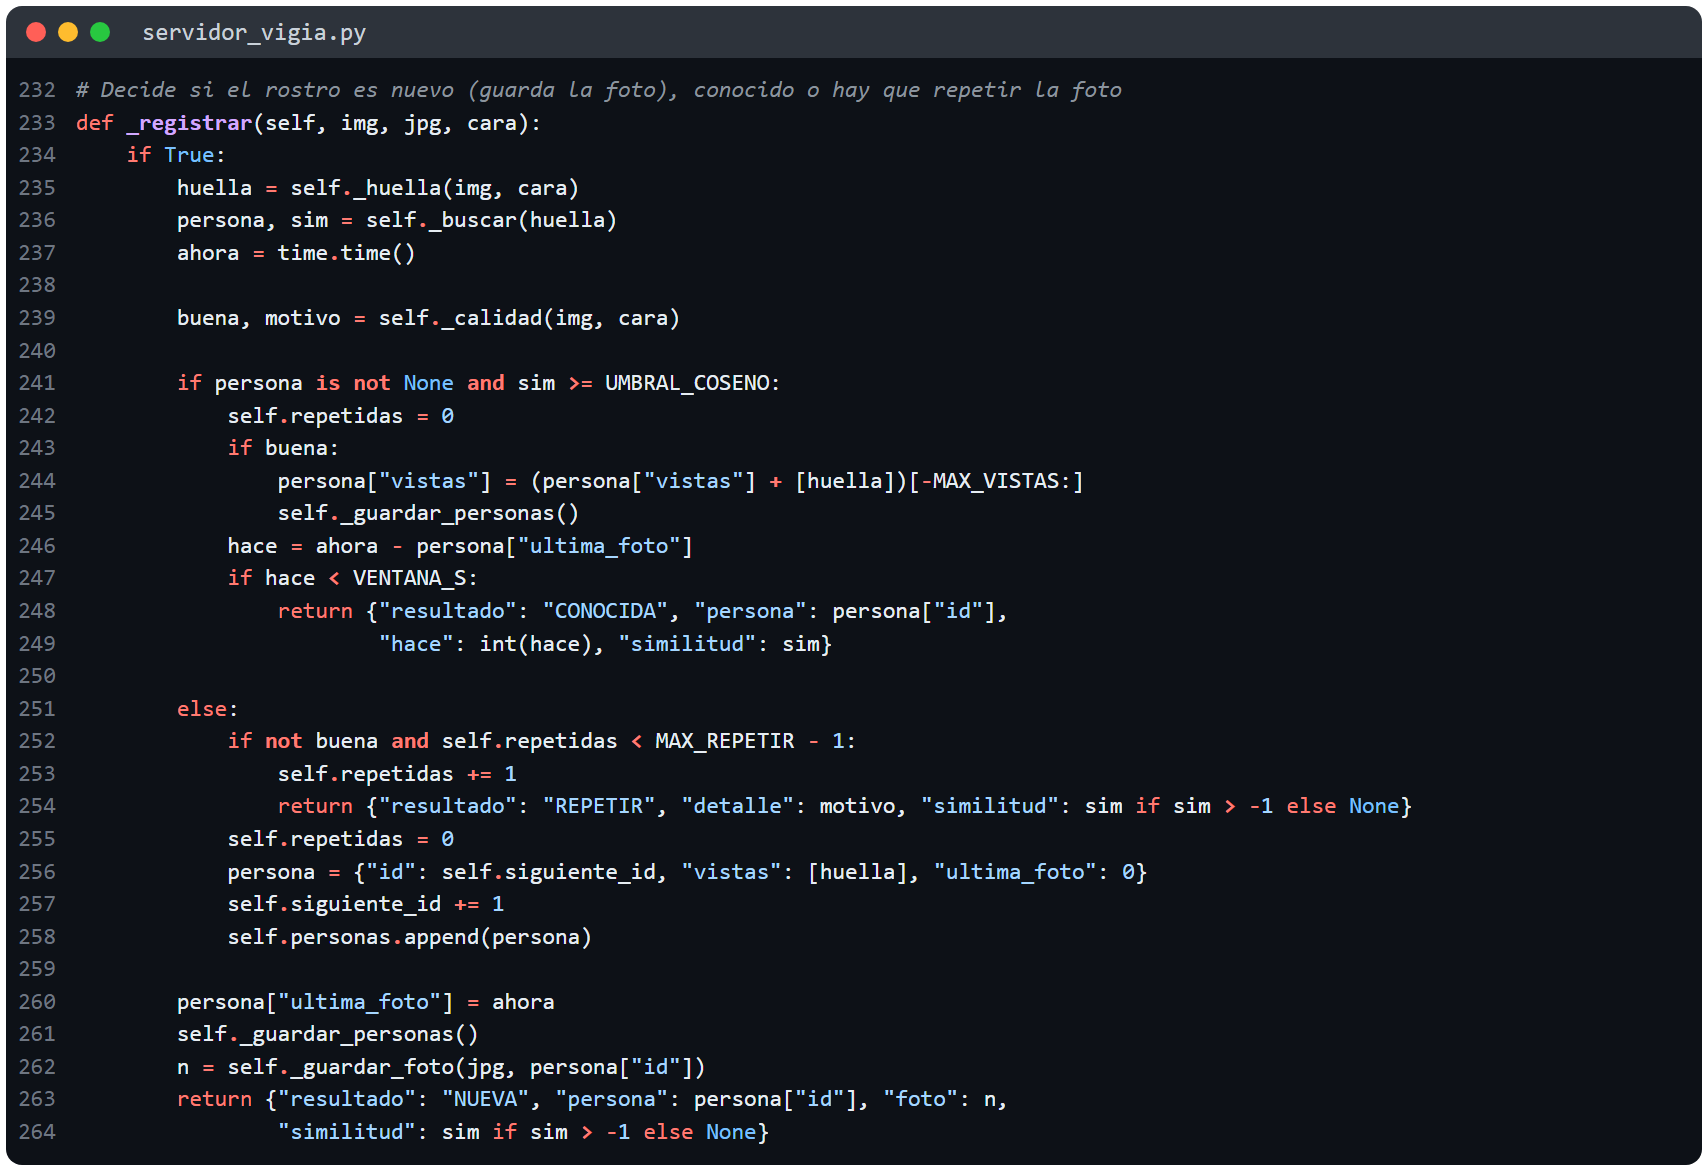 servidor_vigia.py
232 # Decide si el rostro es nuevo (guarda la foto), conocido o hay que repetir la foto
233 def _registrar(self, img, jpg, cara):
234     if True:
235         huella = self._huella(img, cara)
236         persona, sim = self._buscar(huella)
237         ahora = time.time()
238
239         buena, motivo = self._calidad(img, cara)
240
241         if persona is not None and sim >= UMBRAL_COSENO:
242             self.repetidas = 0
243             if buena:
244                 persona["vistas"] = (persona["vistas"] + [huella])[-MAX_VISTAS:]
245                 self._guardar_personas()
246             hace = ahora - persona["ultima_foto"]
247             if hace < VENTANA_S:
248                 return {"resultado": "CONOCIDA", "persona": persona["id"],
249                         "hace": int(hace), "similitud": sim}
250
251         else:
252             if not buena and self.repetidas < MAX_REPETIR - 1:
253                 self.repetidas += 1
254                 return {"resultado": "REPETIR", "detalle": motivo, "similitud": sim if sim > -1 else None}
255             self.repetidas = 0
256             persona = {"id": self.siguiente_id, "vistas": [huella], "ultima_foto": 0}
257             self.siguiente_id += 1
258             self.personas.append(persona)
259
260         persona["ultima_foto"] = ahora
261         self._guardar_personas()
262         n = self._guardar_foto(jpg, persona["id"])
263         return {"resultado": "NUEVA", "persona": persona["id"], "foto": n,
264                 "similitud": sim if sim > -1 else None}